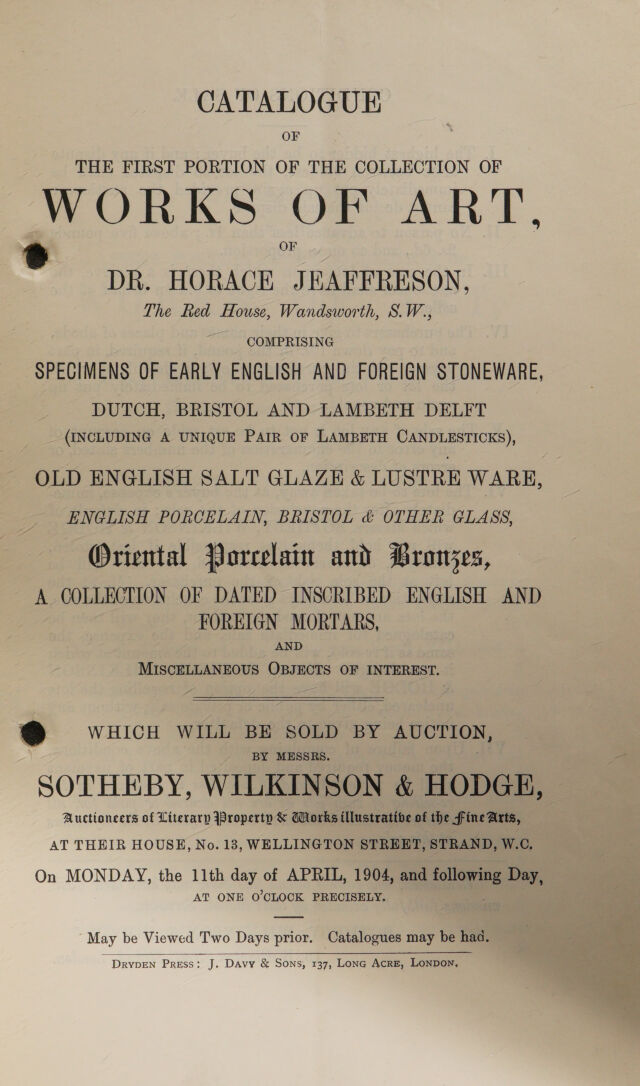 CATALOGUE
OF
THE FIRST PORTION OF THE COLLECTION OF
WORKS OF ART,
OF
DR. HORACE JEAFFRESON,
The Red House, Wandsworth, S.W.,
COMPRISING
SPECIMENS OF EARLY ENGLISH AND FOREIGN STONEWARE,
DUTCH, BRISTOL AND LAMBETH DELFT
(INCLUDING A UNIQUE PAIR OF LAMBETH CANDLESTICKS),
OLD ENGLISH SALT GLAZE & LUSTRE WARE,
ENGLISH PORCELAIN, BRISTOL & OTHER GLASS,
Oriental Porcelain and Bronzes,
A COLLECTION OF DATED INSCRIBED ENGLISH AND
FOREIGN MORTARS,
AND
MISCELLANEOUS OBJECTS OF INTEREST.
WHICH WILL BE SOLD BY AUCTION,
BY MESSRS.
SOTHEBY, WILKINSON & HODGE,
Auctioneers of Literary Property & Works illustrative of the Fine Arts,
AT THEIR HOUSE, No. 13, WELLINGTON STREET, STRAND, W.C.
On MONDAY, the 11th day of APRIL, 1904, and following Day,
AT ONE O'CLOCK PRECISELY.
May be Viewed Two Days prior. Catalogues may be had.
DRYDEN PRESS: J. DAVY & SONS, 137, LONG ACRE, LONDON.